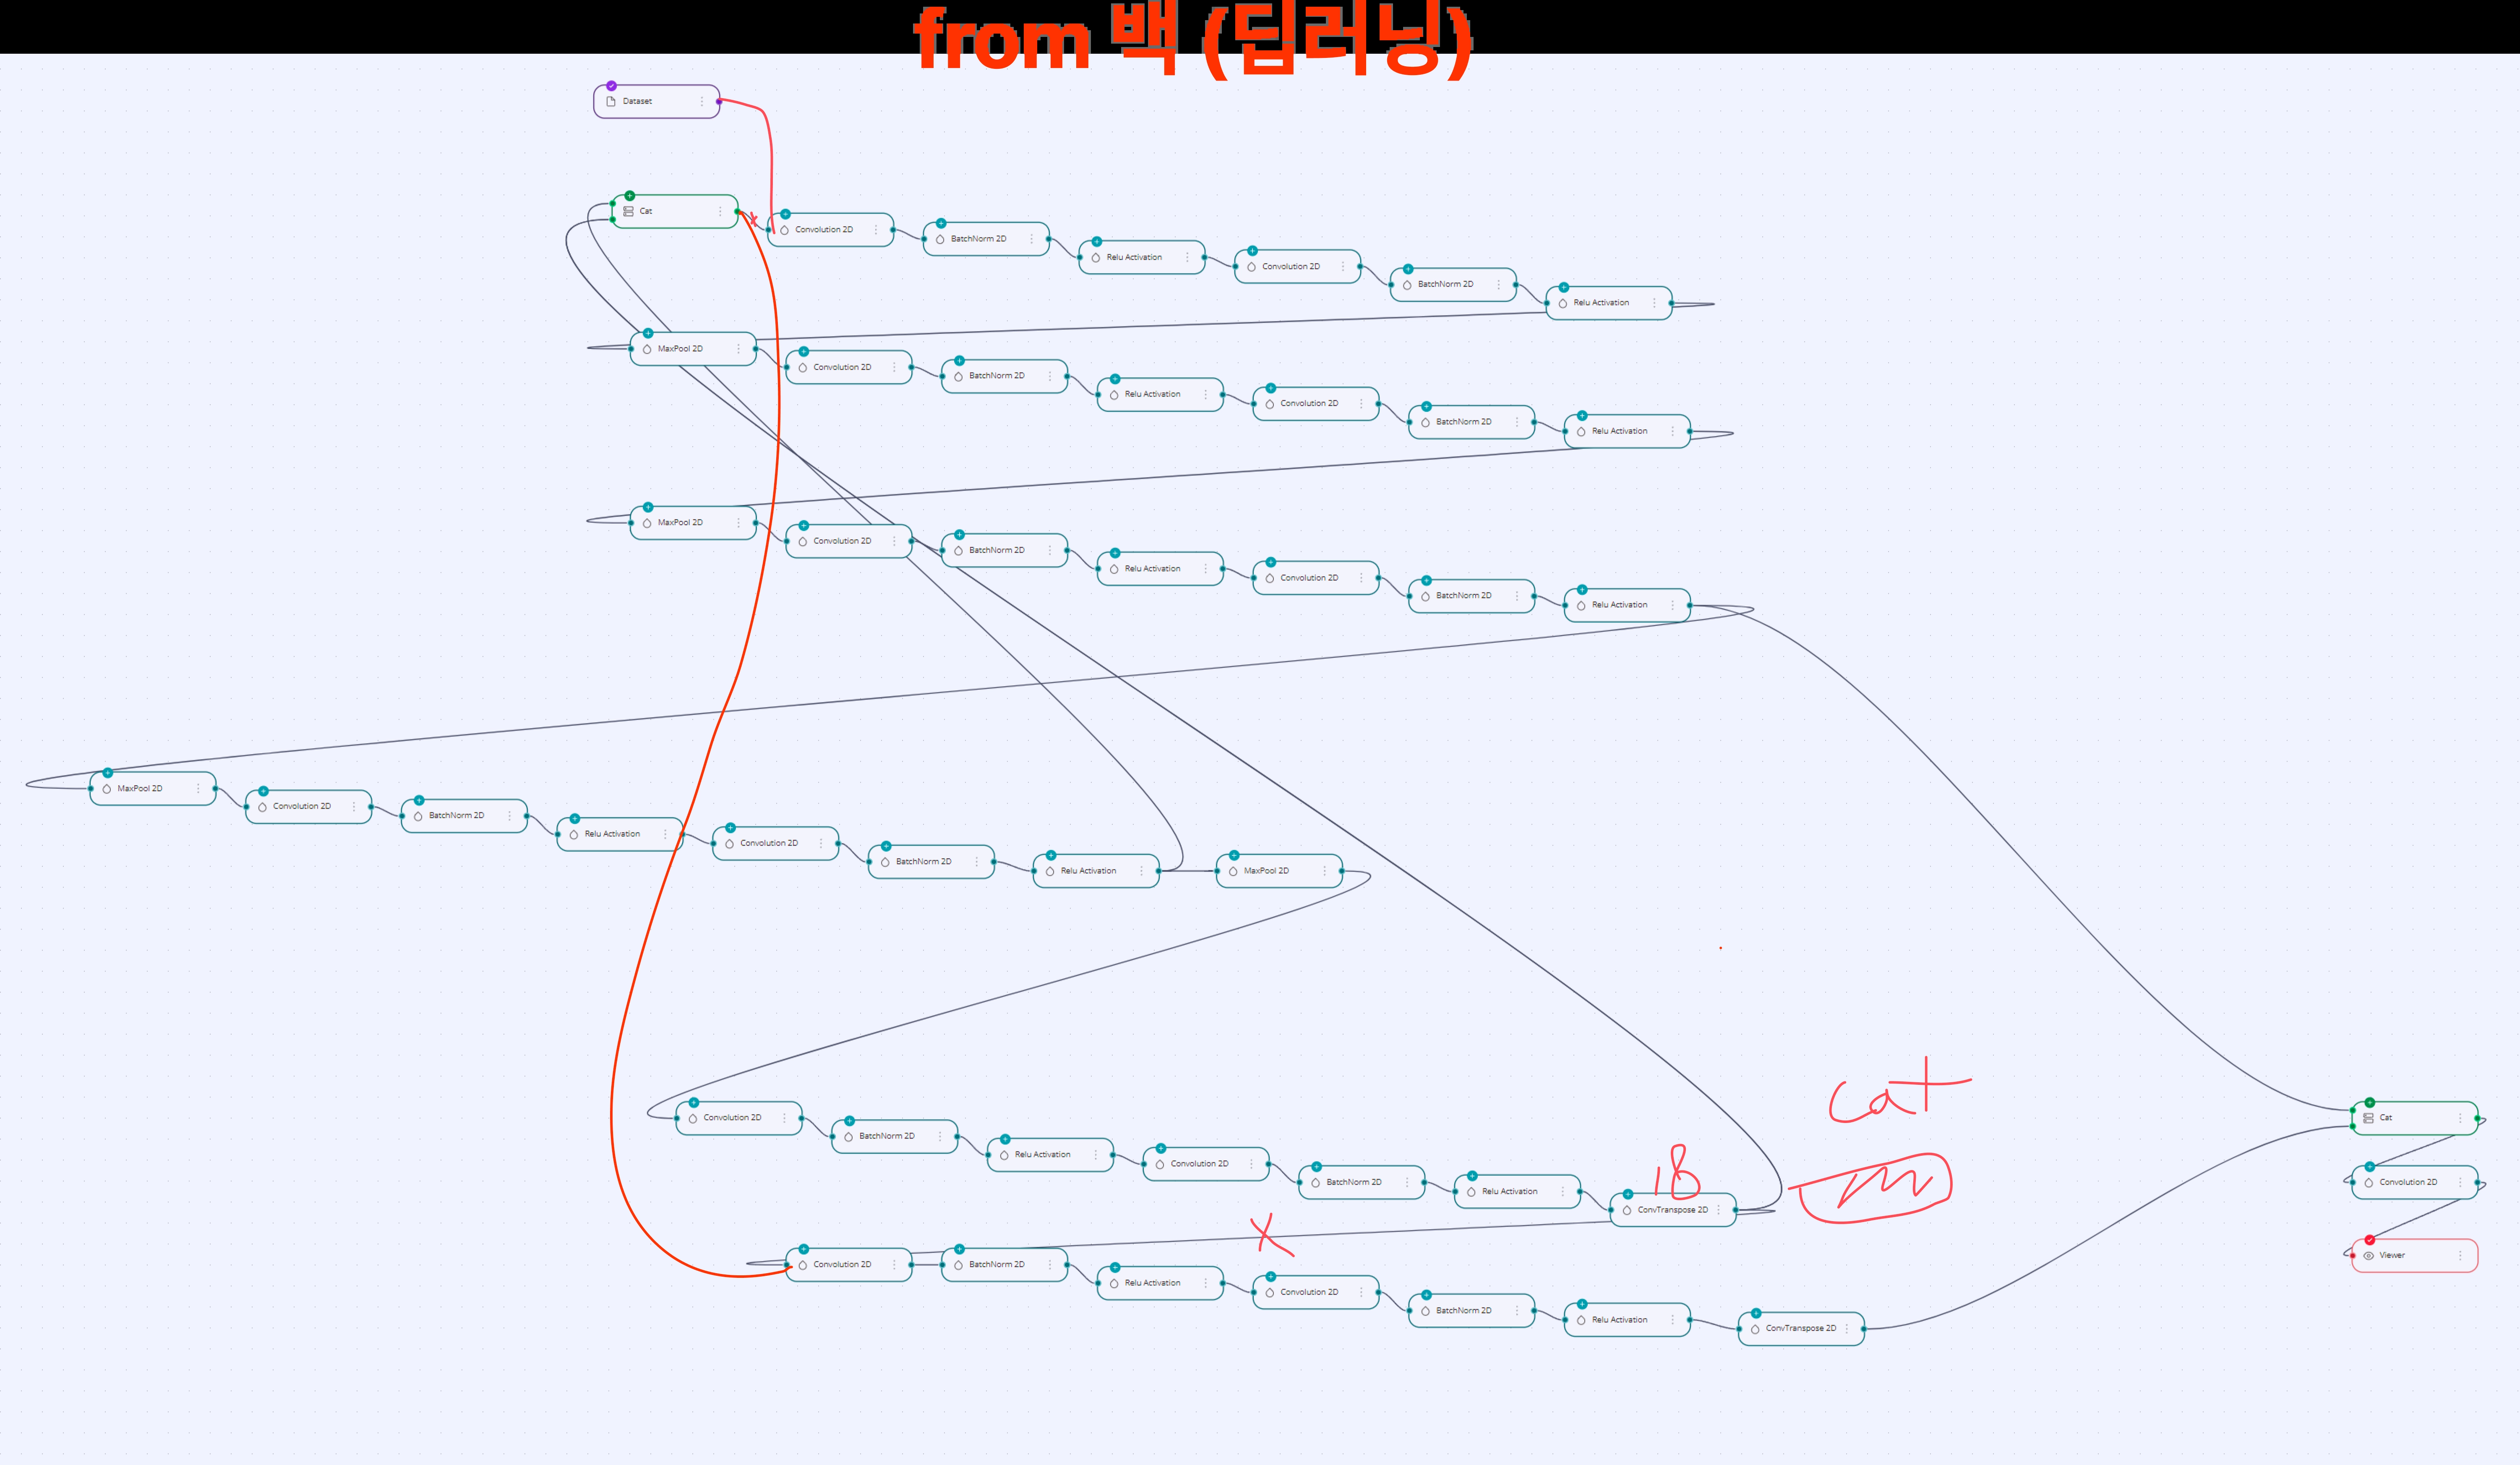 from 백 (딥러닝)
Dataset
Cat
Convolution 2D
BatchNorm 2D
Relu Activation
Convolution 2D
BatchNorm 2D
Relu Activation
MaxPool 2D
Convolution 2D
BatchNorm 2D
Relu Activation
Convolution 2D
BatchNorm 2D
Relu Activation
MaxPool 2D
Convolution 2D
BatchNorm 2D
Relu Activation
Convolution 2D
BatchNorm 2D
Relu Activation
MaxPool 2D
Convolution 2D
BatchNorm 2D
Relu Activation
Convolution 2D
BatchNorm 2D
Relu Activation
MaxPool 2D
Convolution 2D
BatchNorm 2D
Relu Activation
Convolution 2D
BatchNorm 2D
Relu Activation
ConvTranspose 2D
cat
x
Convolution 2D
BatchNorm 2D
Relu Activation
Convolution 2D
BatchNorm 2D
Relu Activation
ConvTranspose 2D
Cat
Convolution 2D
Viewer